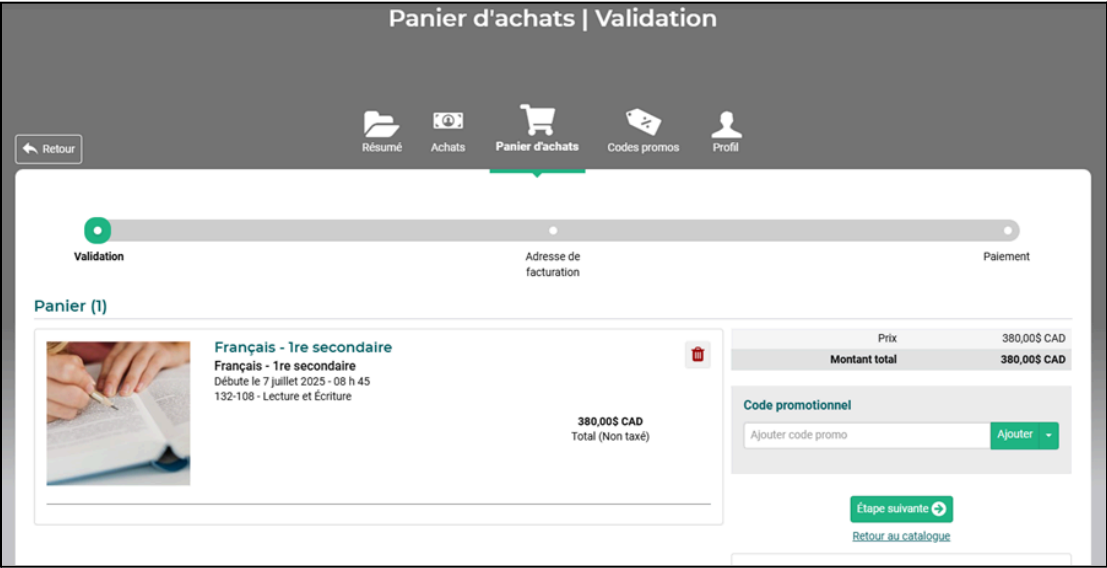 Panier d'achats | Validation
Retour
Résumé
Achats
Panier d'achats
Codes promos
Profil
Validation
Adresse de
facturation
Paiement
Panier (1)
Français - 1re secondaire
Français - 1re secondaire
Débute le 7 juillet 2025 - 08 h 45
132-108 - Lecture et Écriture
380,00$ CAD
Total (Non taxé)
Prix 380,00$ CAD
Montant total 380,00$ CAD
Code promotionnel
Ajouter code promo Ajouter
Étape suivante
Retour au catalogue